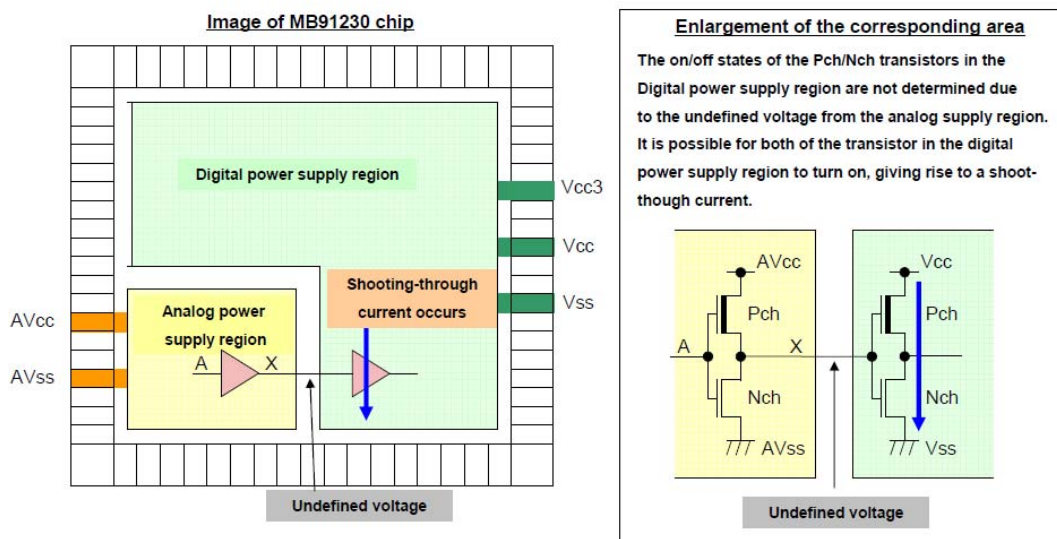 Image of MB91230 chip
Digital power supply region
Vcc3
Vcc
Vss
Shooting-through
current occurs
AVcc
AVss
Analog power
supply region
A
X
Undefined voltage
Enlargement of the corresponding area
The on/off states of the Pch/Nch transistors in the
Digital power supply region are not determined due
to the undefined voltage from the analog supply region.
It is possible for both of the transistor in the digital
power supply region to turn on, giving rise to a shoot-
though current.
AVcc
Pch
A
X
Nch
AVss
Vcc
Pch
Nch
Vss
Undefined voltage